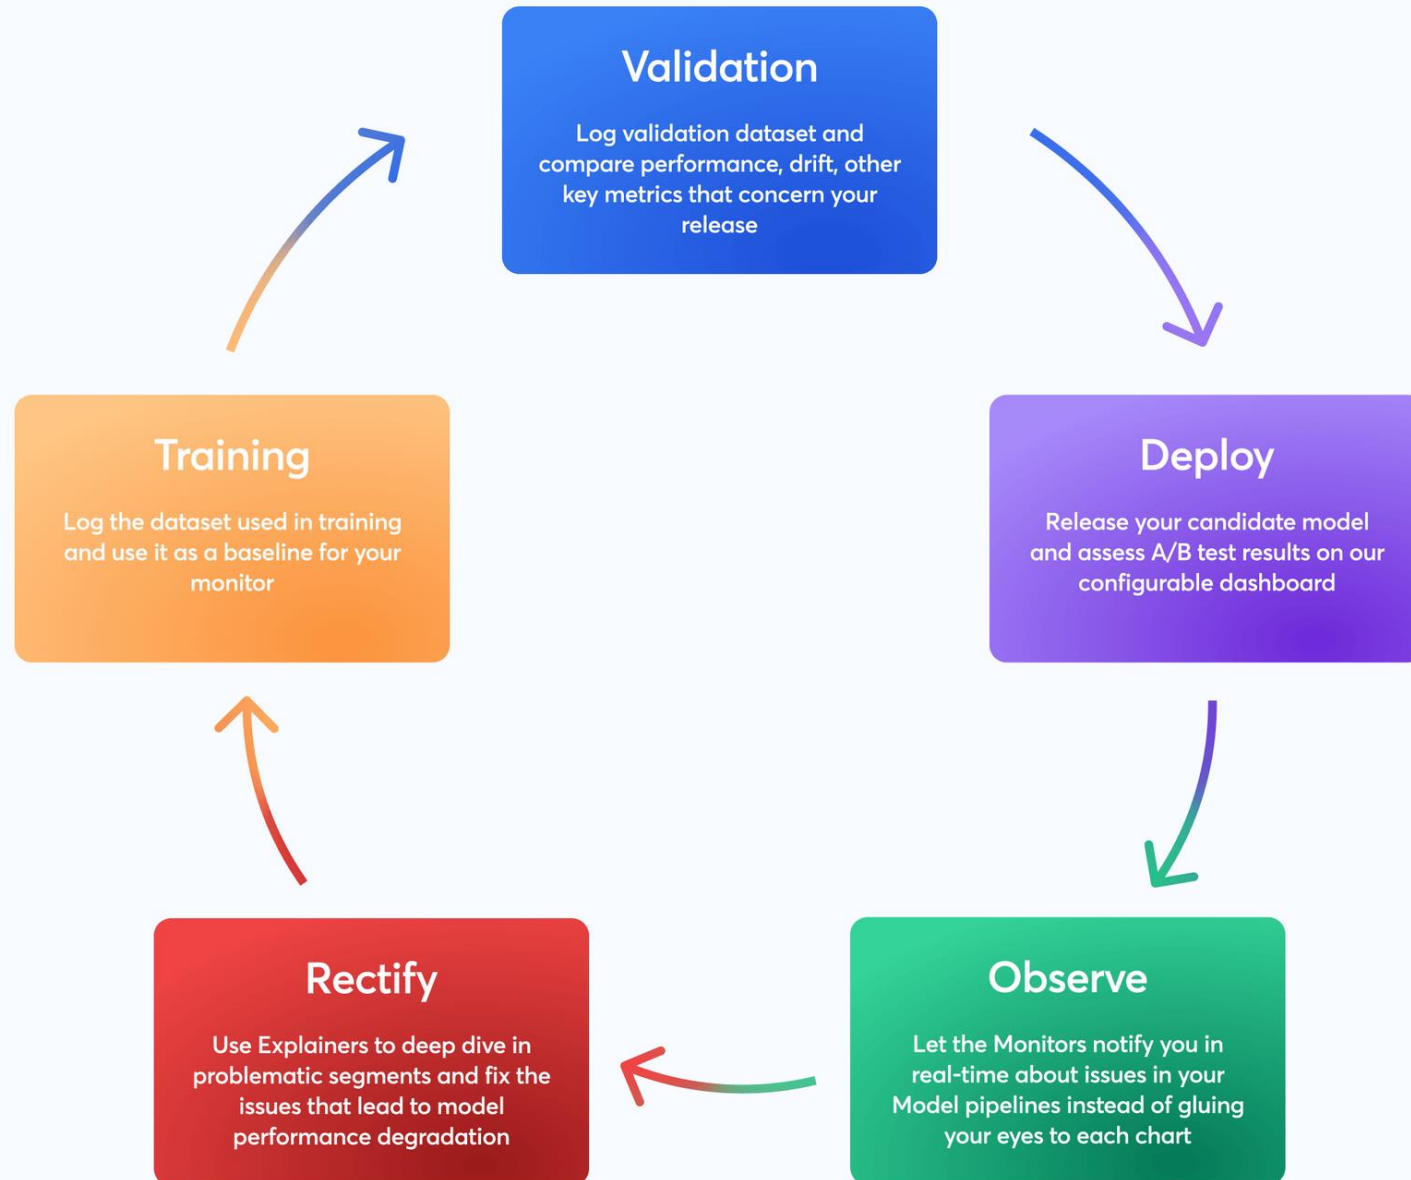 Validation
Log validation dataset and
compare performance, drift, other
key metrics that concern your
release
Training
Log the dataset used in training
and use it as a baseline for your
monitor
Deploy
Release your candidate model
and assess A/B test results on our
configurable dashboard
Rectify
Use Explainers to deep dive in
problematic segments and fix the
issues that lead to model
performance degradation
Observe
Let the Monitors notify you in
real-time about issues in your
Model pipelines instead of gluing
your eyes to each chart